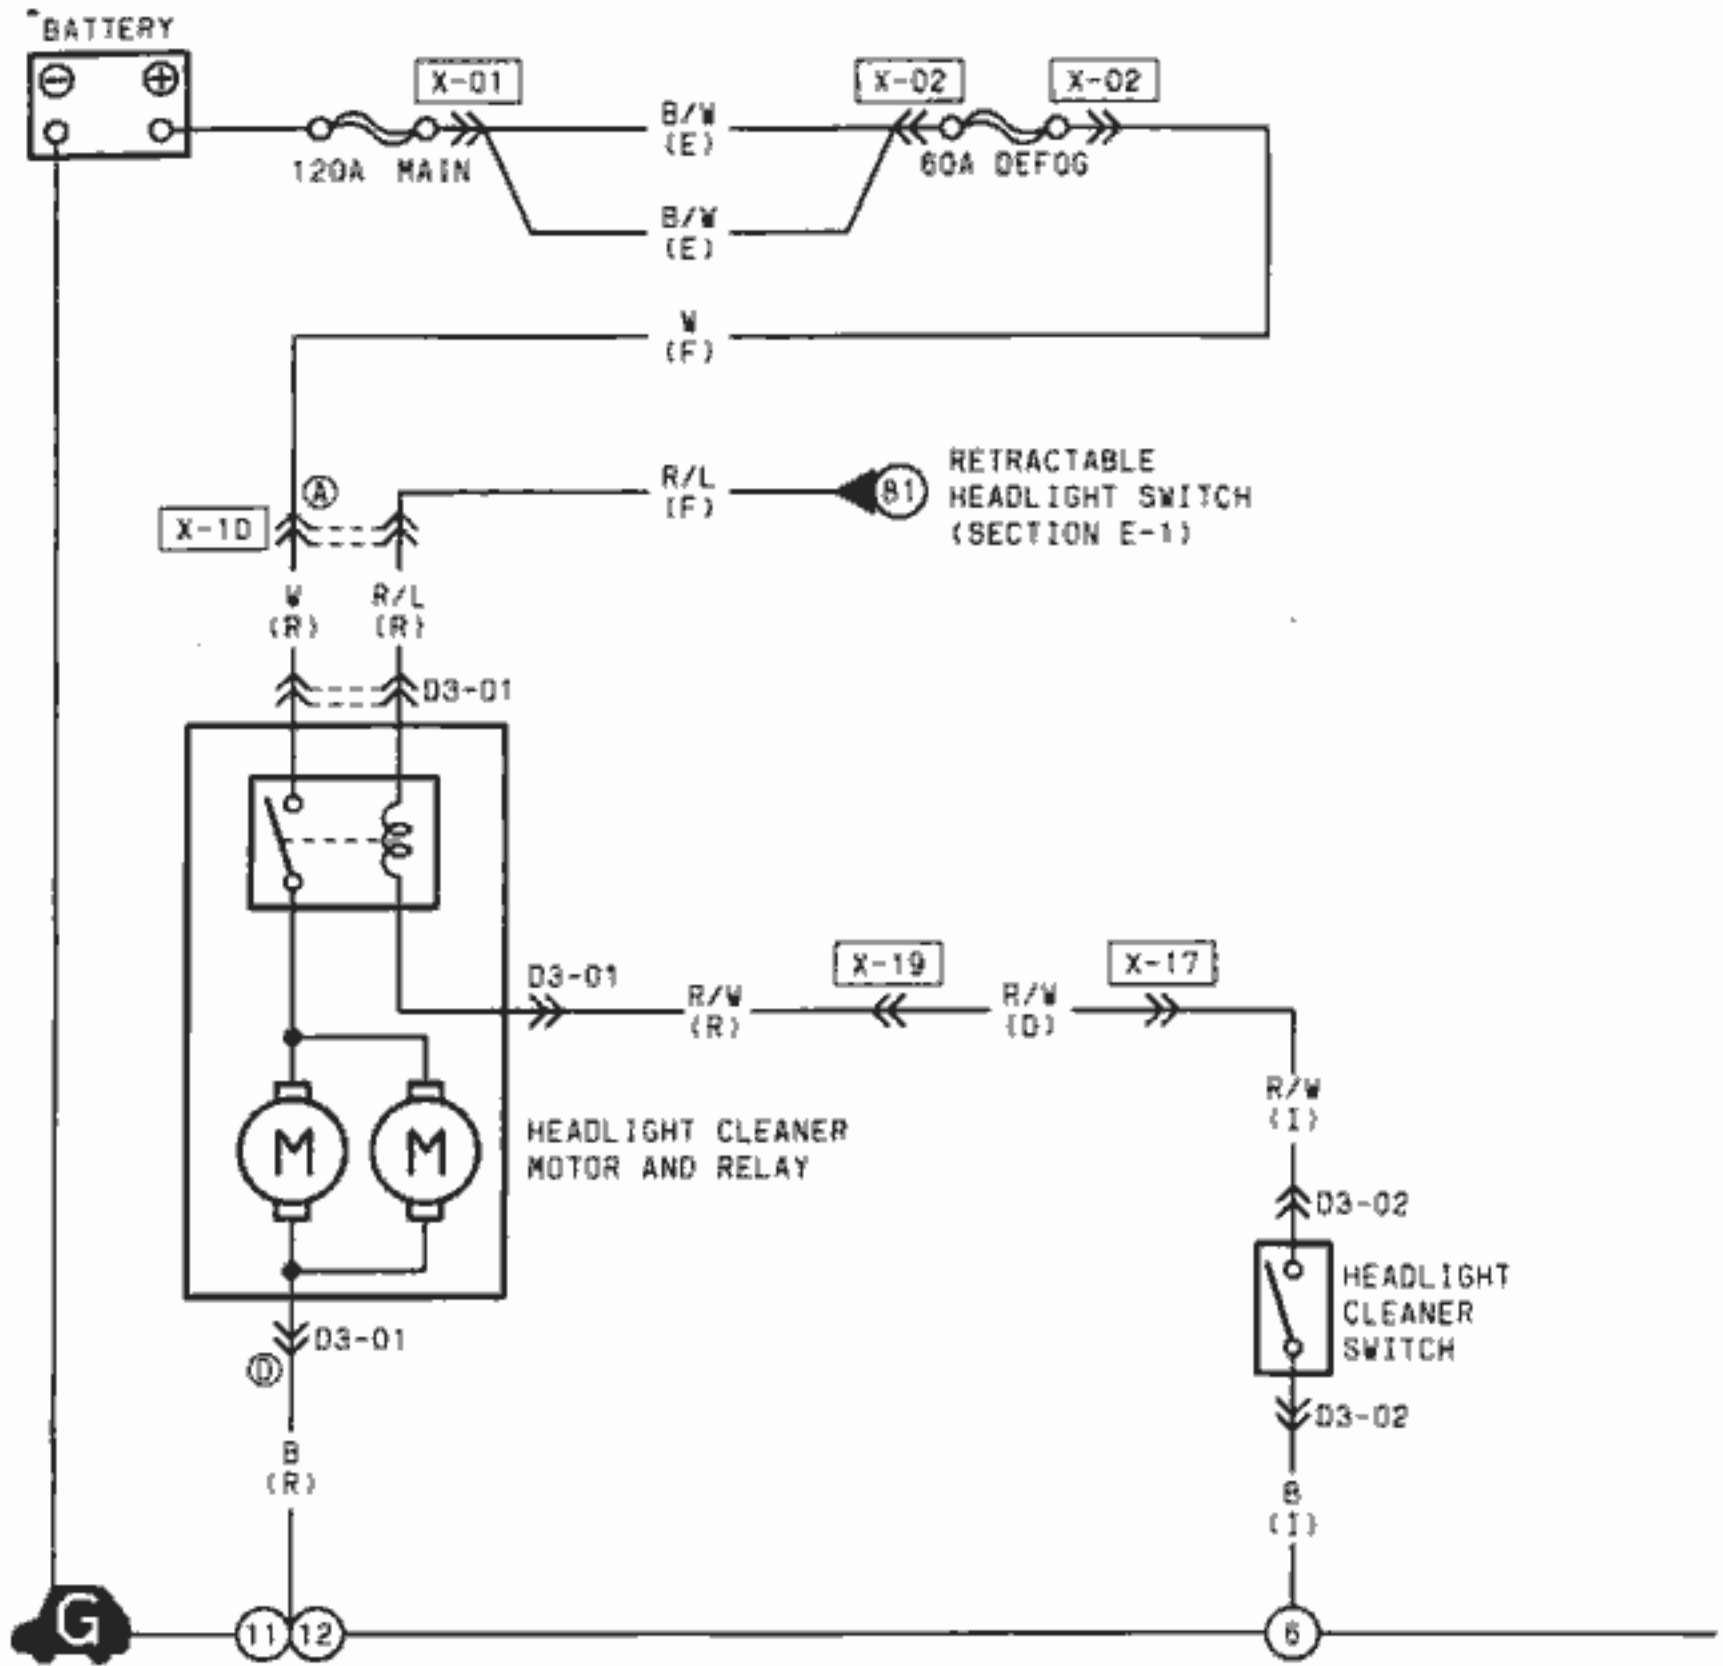 BATTERY
X-01
X-02
X-02
B/W
(E)
120A MAIN
60A DEFOG
B/W
(E)
W
(F)
A
R/L
(F)
81
RETRACTABLE
HEADLIGHT SWITCH
(SECTION E-1)
X-10
W
(R)
R/L
(R)
D3-01
D3-01
R/W
(R)
X-19
R/W
(D)
X-17
R/W
(I)
M
M
HEADLIGHT CLEANER
MOTOR AND RELAY
D3-02
HEADLIGHT
CLEANER
SWITCH
D3-01
D
D3-02
B
(R)
B
(I)
G
11
12
6